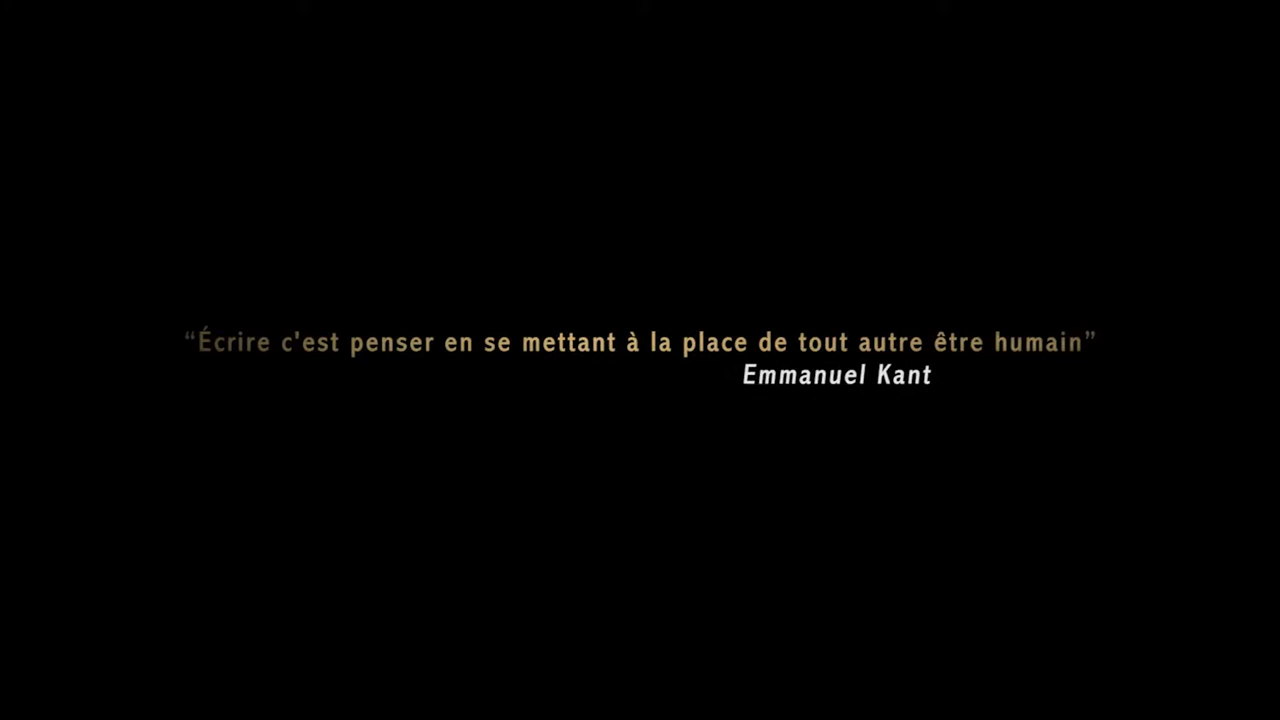 “Écrire c'est penser en se mettant à la place de tout autre être humain”
Emmanuel Kant